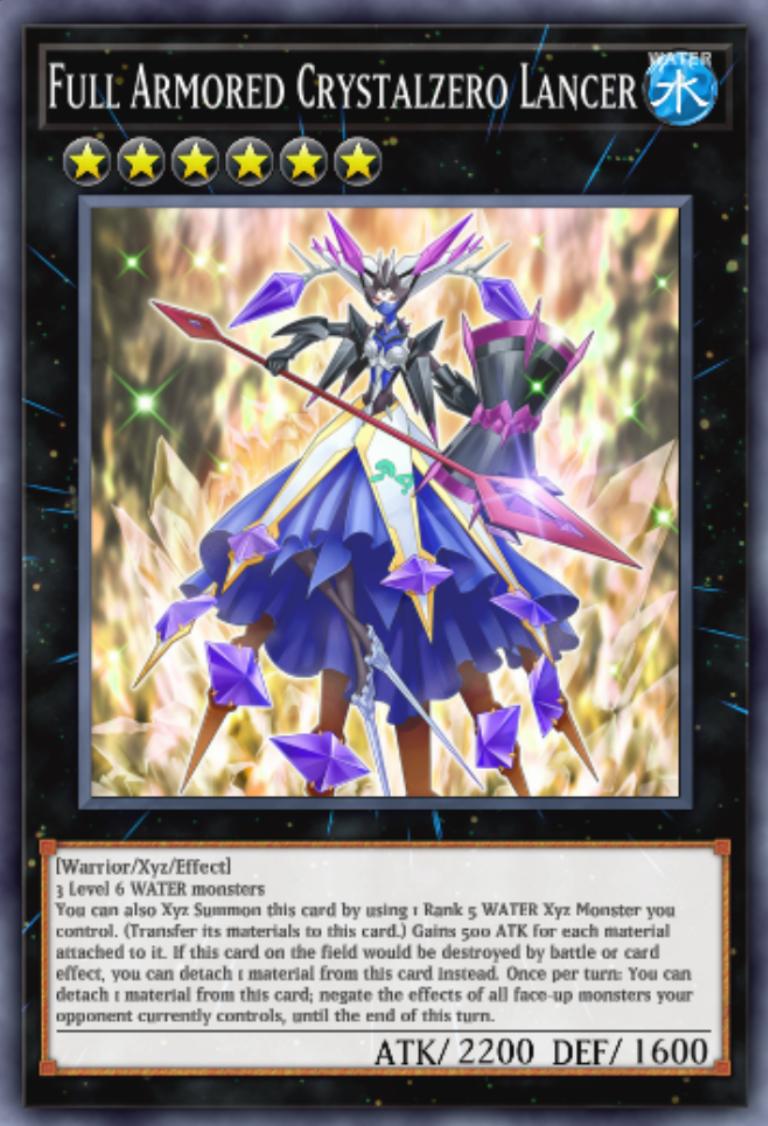 FULL ARMORED CRYSTALZERO LANCER
WATER
水
[Warrior/Xyz/Effect]
3 Level 6 WATER monsters
You can also Xyz Summon this card by using 1 Rank 5 WATER Xyz Monster you
control. (Transfer its materials to this card.) Gains 500 ATK for each material
attached to it. If this card on the field would be destroyed by battle or card
effect, you can detach 1 material from this card instead. Once per turn: You can
detach 1 material from this card; negate the effects of all face-up monsters your
opponent currently controls, until the end of this turn.
ATK/ 2200 DEF/ 1600